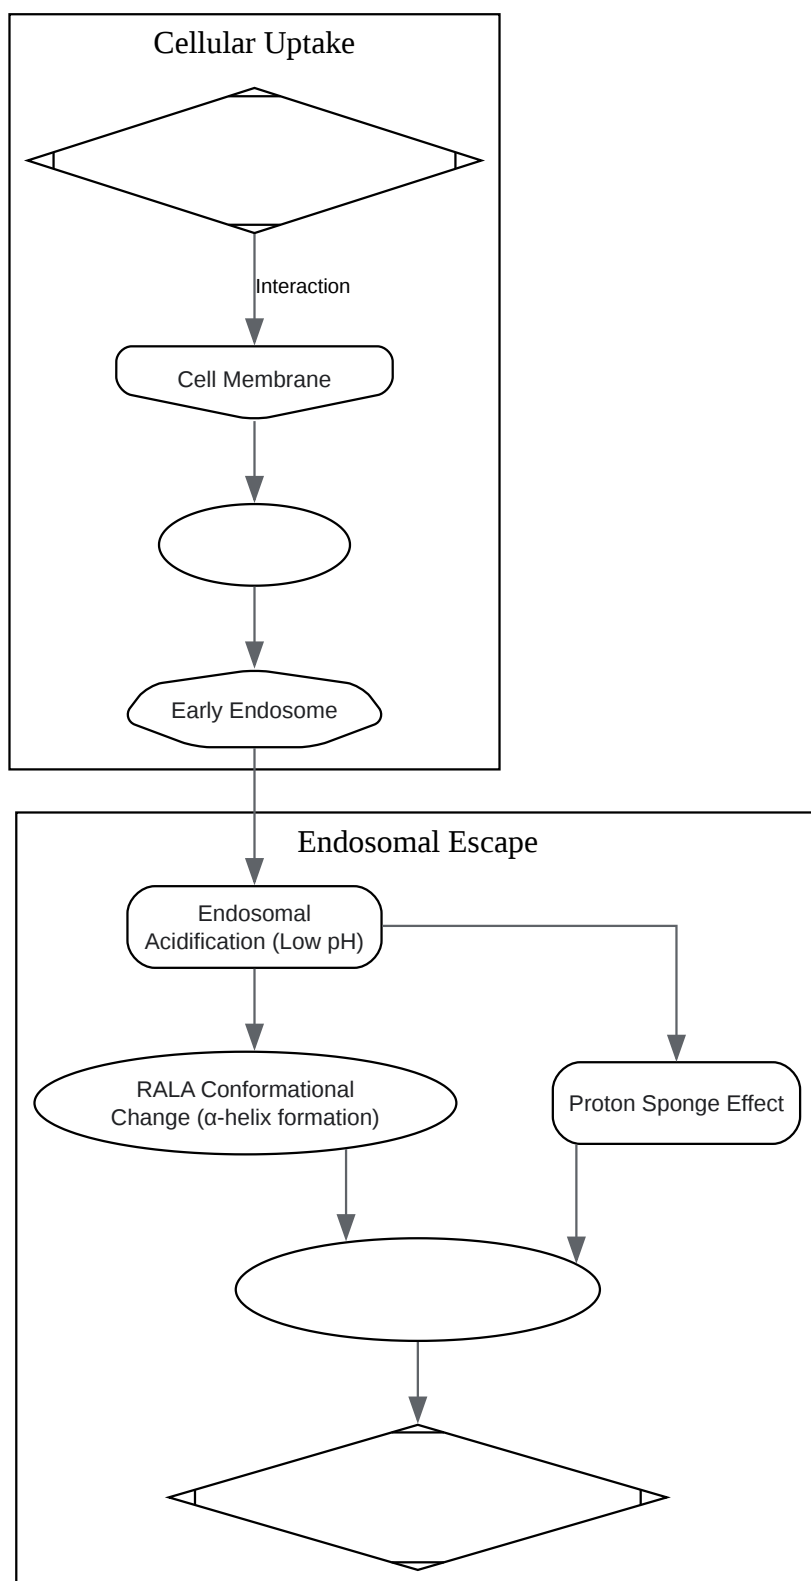 Cellular Uptake
Interaction
Cell Membrane
Early Endosome
Endosomal Escape
Endosomal
Acidification (Low pH)
RALA Conformational
Change (α-helix formation)
Proton Sponge Effect